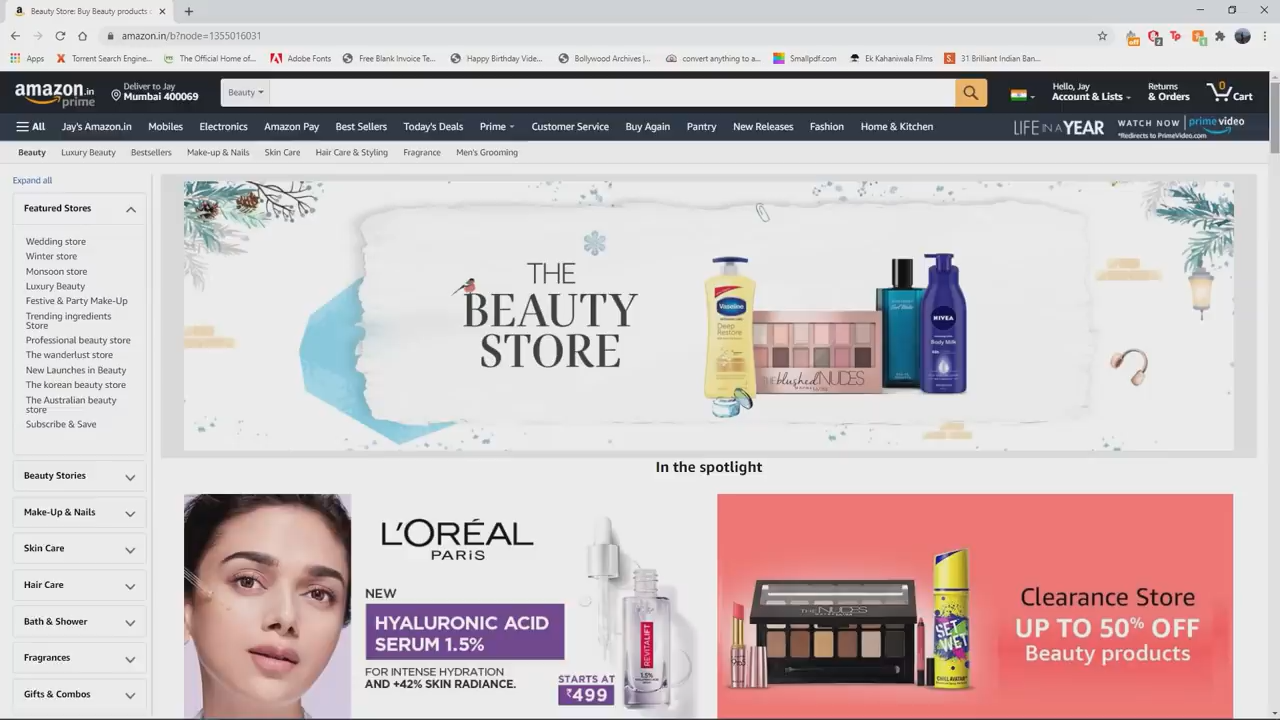 Beauty Store: Buy Beauty products
amazon.in/b?node=1355016031
Apps
Torrent Search Engine...
The Official Home of...
Adobe Fonts
Free Blank Invoice Te...
Happy Birthday Vide...
Bollywood Archives |...
convert anything to a...
Smallpdf.com
Ek Kahaniwala Films
31 Brilliant Indian Ban...
amazon.in
prime
Deliver to Jay
Mumbai 400069
Beauty
Hello, Jay
Account & Lists
Returns
& Orders
0
Cart
All
Jay's Amazon.in
Mobiles
Electronics
Amazon Pay
Best Sellers
Today's Deals
Prime
Customer Service
Buy Again
Pantry
New Releases
Fashion
Home & Kitchen
LIFE IN A YEAR
WATCH NOW
*Redirects to PrimeVideo.com
prime video
Beauty
Luxury Beauty
Bestsellers
Make-up & Nails
Skin Care
Hair Care & Styling
Fragrance
Men's Grooming
Expand all
Featured Stores
Wedding store
Winter store
Monsoon store
Luxury Beauty
Festive & Party Make-Up
Trending ingredients
Store
Professional beauty store
The wanderlust store
New Launches in Beauty
The korean beauty store
The Australian beauty
store
Subscribe & Save
Beauty Stories
Make-Up & Nails
Skin Care
Hair Care
Bath & Shower
Fragrances
Gifts & Combos
THE
BEAUTY
STORE
Vaseline
Deep
Restore
THE blushed NUDES
NIVEA
Body Milk
In the spotlight
L'ORÉAL
PARiS
NEW
HYALURONIC ACID
SERUM 1.5%
FOR INTENSE HYDRATION
AND +42% SKIN RADIANCE.
STARTS AT
₹499
REVITALIFT
1.5%
THE NUDES
SET
WET
Clearance Store
UP TO 50% OFF
Beauty products